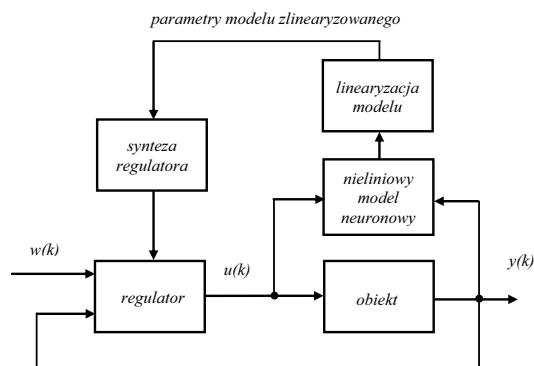 parametry modelu zlinearyzowanego
linearyzacja
modelu
synteza
regulatora
nieliniowy
model
neuronowy
w(k)
u(k)
y(k)
regulator
obiekt